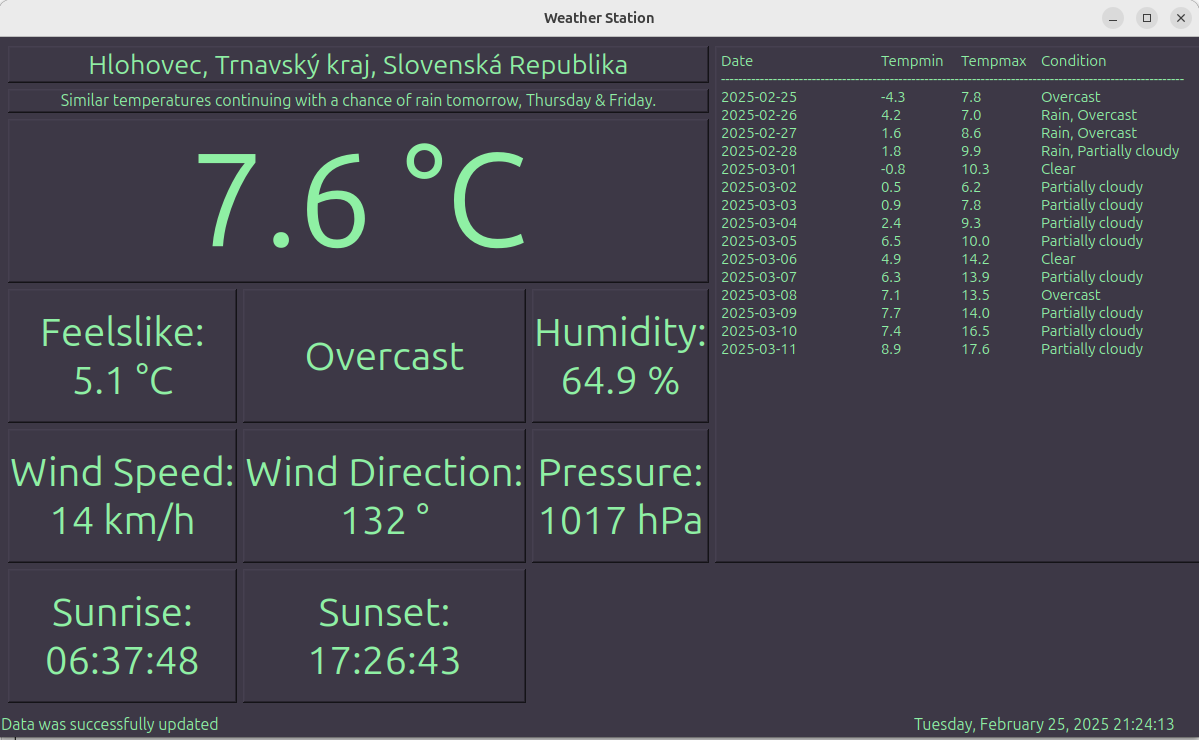 Weather Station
Hlohovec, Trnavský kraj, Slovenská Republika
Similar temperatures continuing with a chance of rain tomorrow, Thursday & Friday.
7.6 °C
Feelslike:
5.1 °C
Overcast
Humidity:
64.9 %
Wind Speed:
14 km/h
Wind Direction:
132 °
Pressure:
1017 hPa
Sunrise:
06:37:48
Sunset:
17:26:43
Date Tempmin Tempmax Condition
2025-02-25 -4.3 7.8 Overcast
2025-02-26 4.2 7.0 Rain, Overcast
2025-02-27 1.6 8.6 Rain, Overcast
2025-02-28 1.8 9.9 Rain, Partially cloudy
2025-03-01 -0.8 10.3 Clear
2025-03-02 0.5 6.2 Partially cloudy
2025-03-03 0.9 7.8 Partially cloudy
2025-03-04 2.4 9.3 Partially cloudy
2025-03-05 6.5 10.0 Partially cloudy
2025-03-06 4.9 14.2 Clear
2025-03-07 6.3 13.9 Partially cloudy
2025-03-08 7.1 13.5 Overcast
2025-03-09 7.7 14.0 Partially cloudy
2025-03-10 7.4 16.5 Partially cloudy
2025-03-11 8.9 17.6 Partially cloudy
Data was successfully updated
Tuesday, February 25, 2025 21:24:13